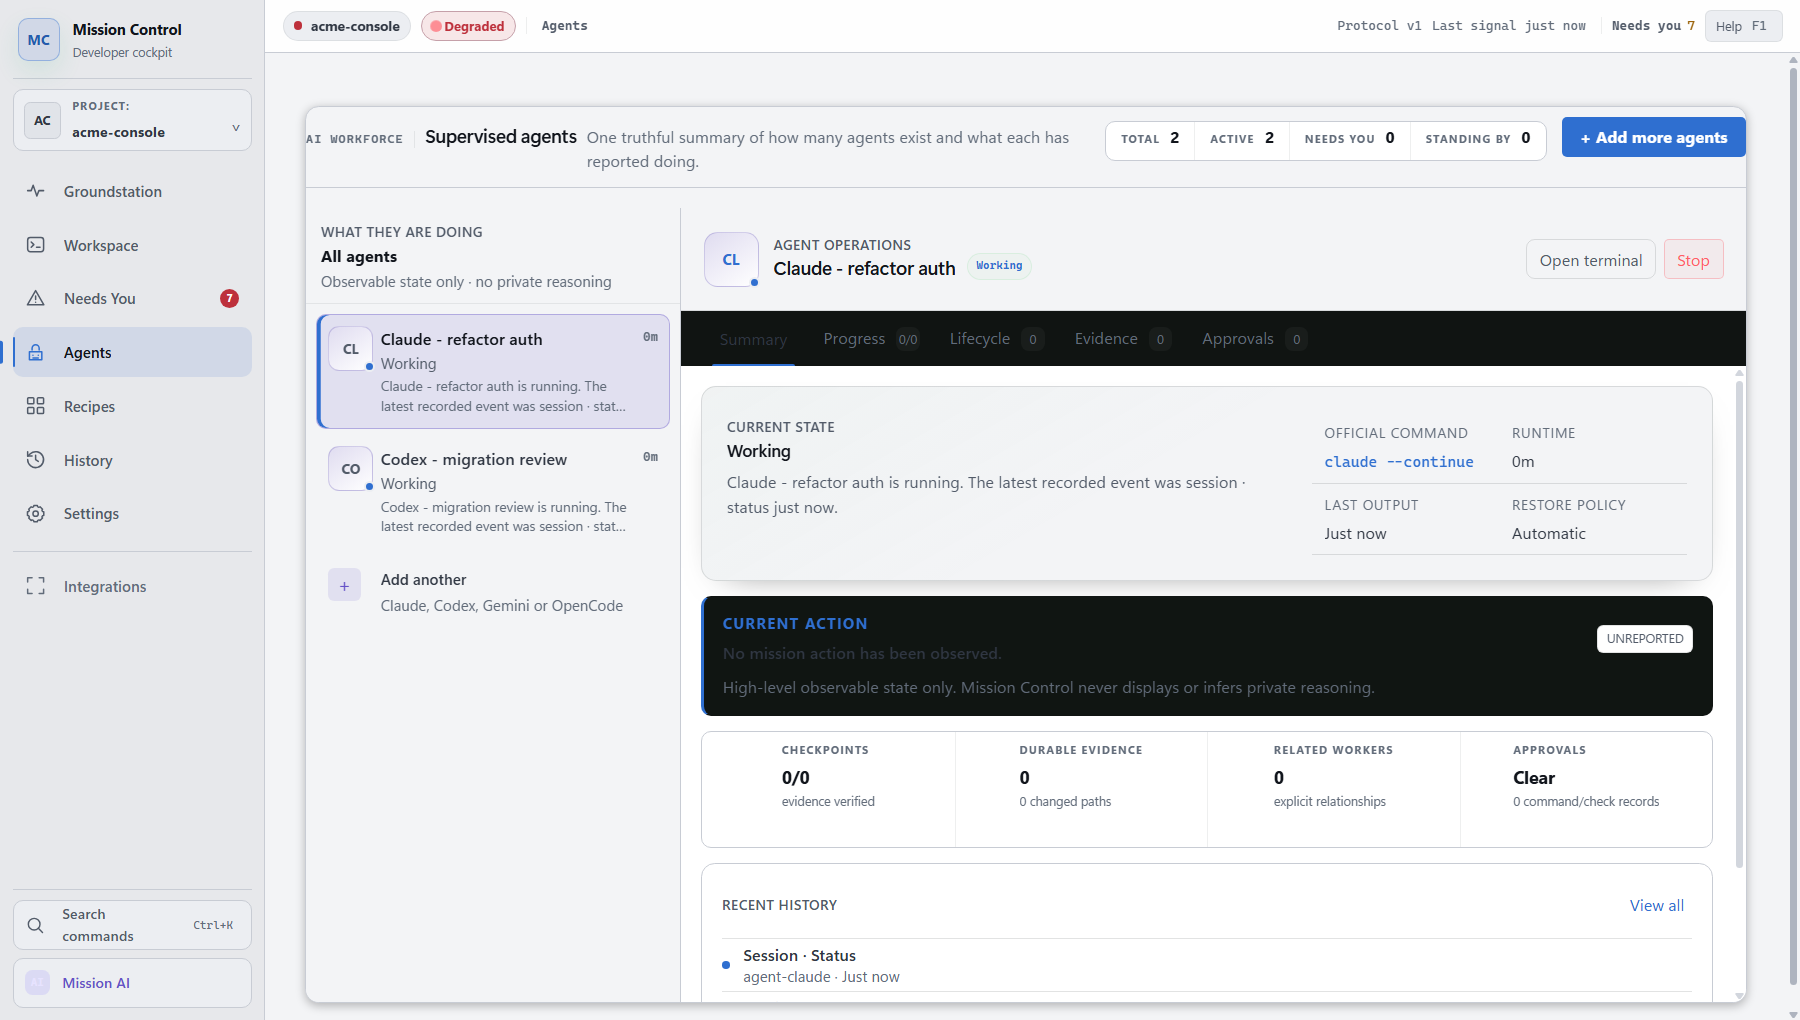 MC
Mission Control
Developer cockpit
AC
PROJECT:
acme-console
v
Groundstation
Workspace
Needs You
7
Agents
Recipes
History
Settings
Integrations
Search
commands
Ctrl+K
AI
Mission AI
acme-console
Degraded
Agents
Protocol v1
Last signal just now
Needs you 7
Help F1
AI WORKFORCE
Supervised agents
One truthful summary of how many agents exist and what each has
reported doing.
TOTAL 2
ACTIVE 2
NEEDS YOU 0
STANDING BY 0
+ Add more agents
WHAT THEY ARE DOING
All agents
Observable state only · no private reasoning
CL
Claude - refactor auth
0m
Working
Claude - refactor auth is running. The
latest recorded event was session · stat...
CO
Codex - migration review
0m
Working
Codex - migration review is running. The
latest recorded event was session · stat...
+
Add another
Claude, Codex, Gemini or OpenCode
CL
AGENT OPERATIONS
Claude - refactor auth
Working
Open terminal
Stop
Summary
Progress 0/0
Lifecycle 0
Evidence 0
Approvals 0
CURRENT STATE
Working
Claude - refactor auth is running. The latest recorded event was session ·
status just now.
OFFICIAL COMMAND
claude --continue
RUNTIME
0m
LAST OUTPUT
Just now
RESTORE POLICY
Automatic
CURRENT ACTION
No mission action has been observed.
High-level observable state only. Mission Control never displays or infers private reasoning.
UNREPORTED
CHECKPOINTS
0/0
evidence verified
DURABLE EVIDENCE
0
0 changed paths
RELATED WORKERS
0
explicit relationships
APPROVALS
Clear
0 command/check records
RECENT HISTORY
View all
Session · Status
agent-claude · Just now